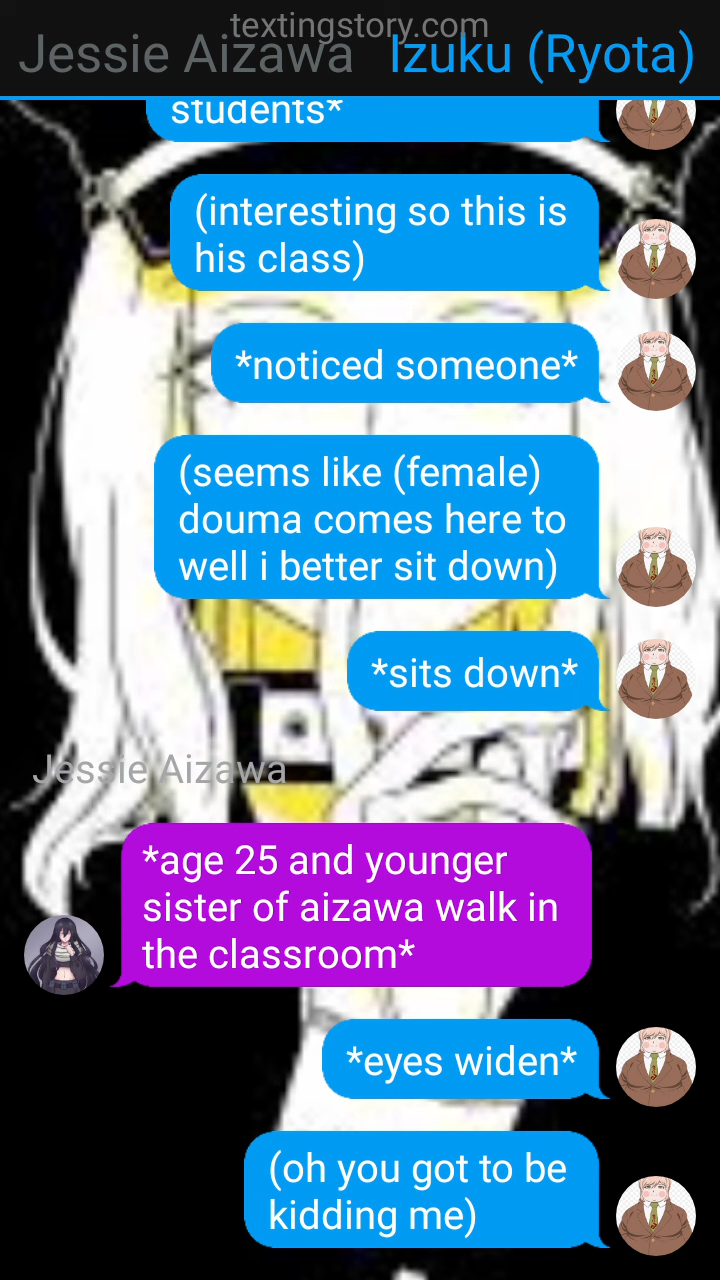 textingstory.com
Jessie Aizawa Izuku (Ryota)
students*
(interesting so this is
his class)
*noticed someone*
(seems like (female)
douma comes here to
well i better sit down)
*sits down*
Jessie Aizawa
*age 25 and younger
sister of aizawa walk in
the classroom*
*eyes widen*
(oh you got to be
kidding me)